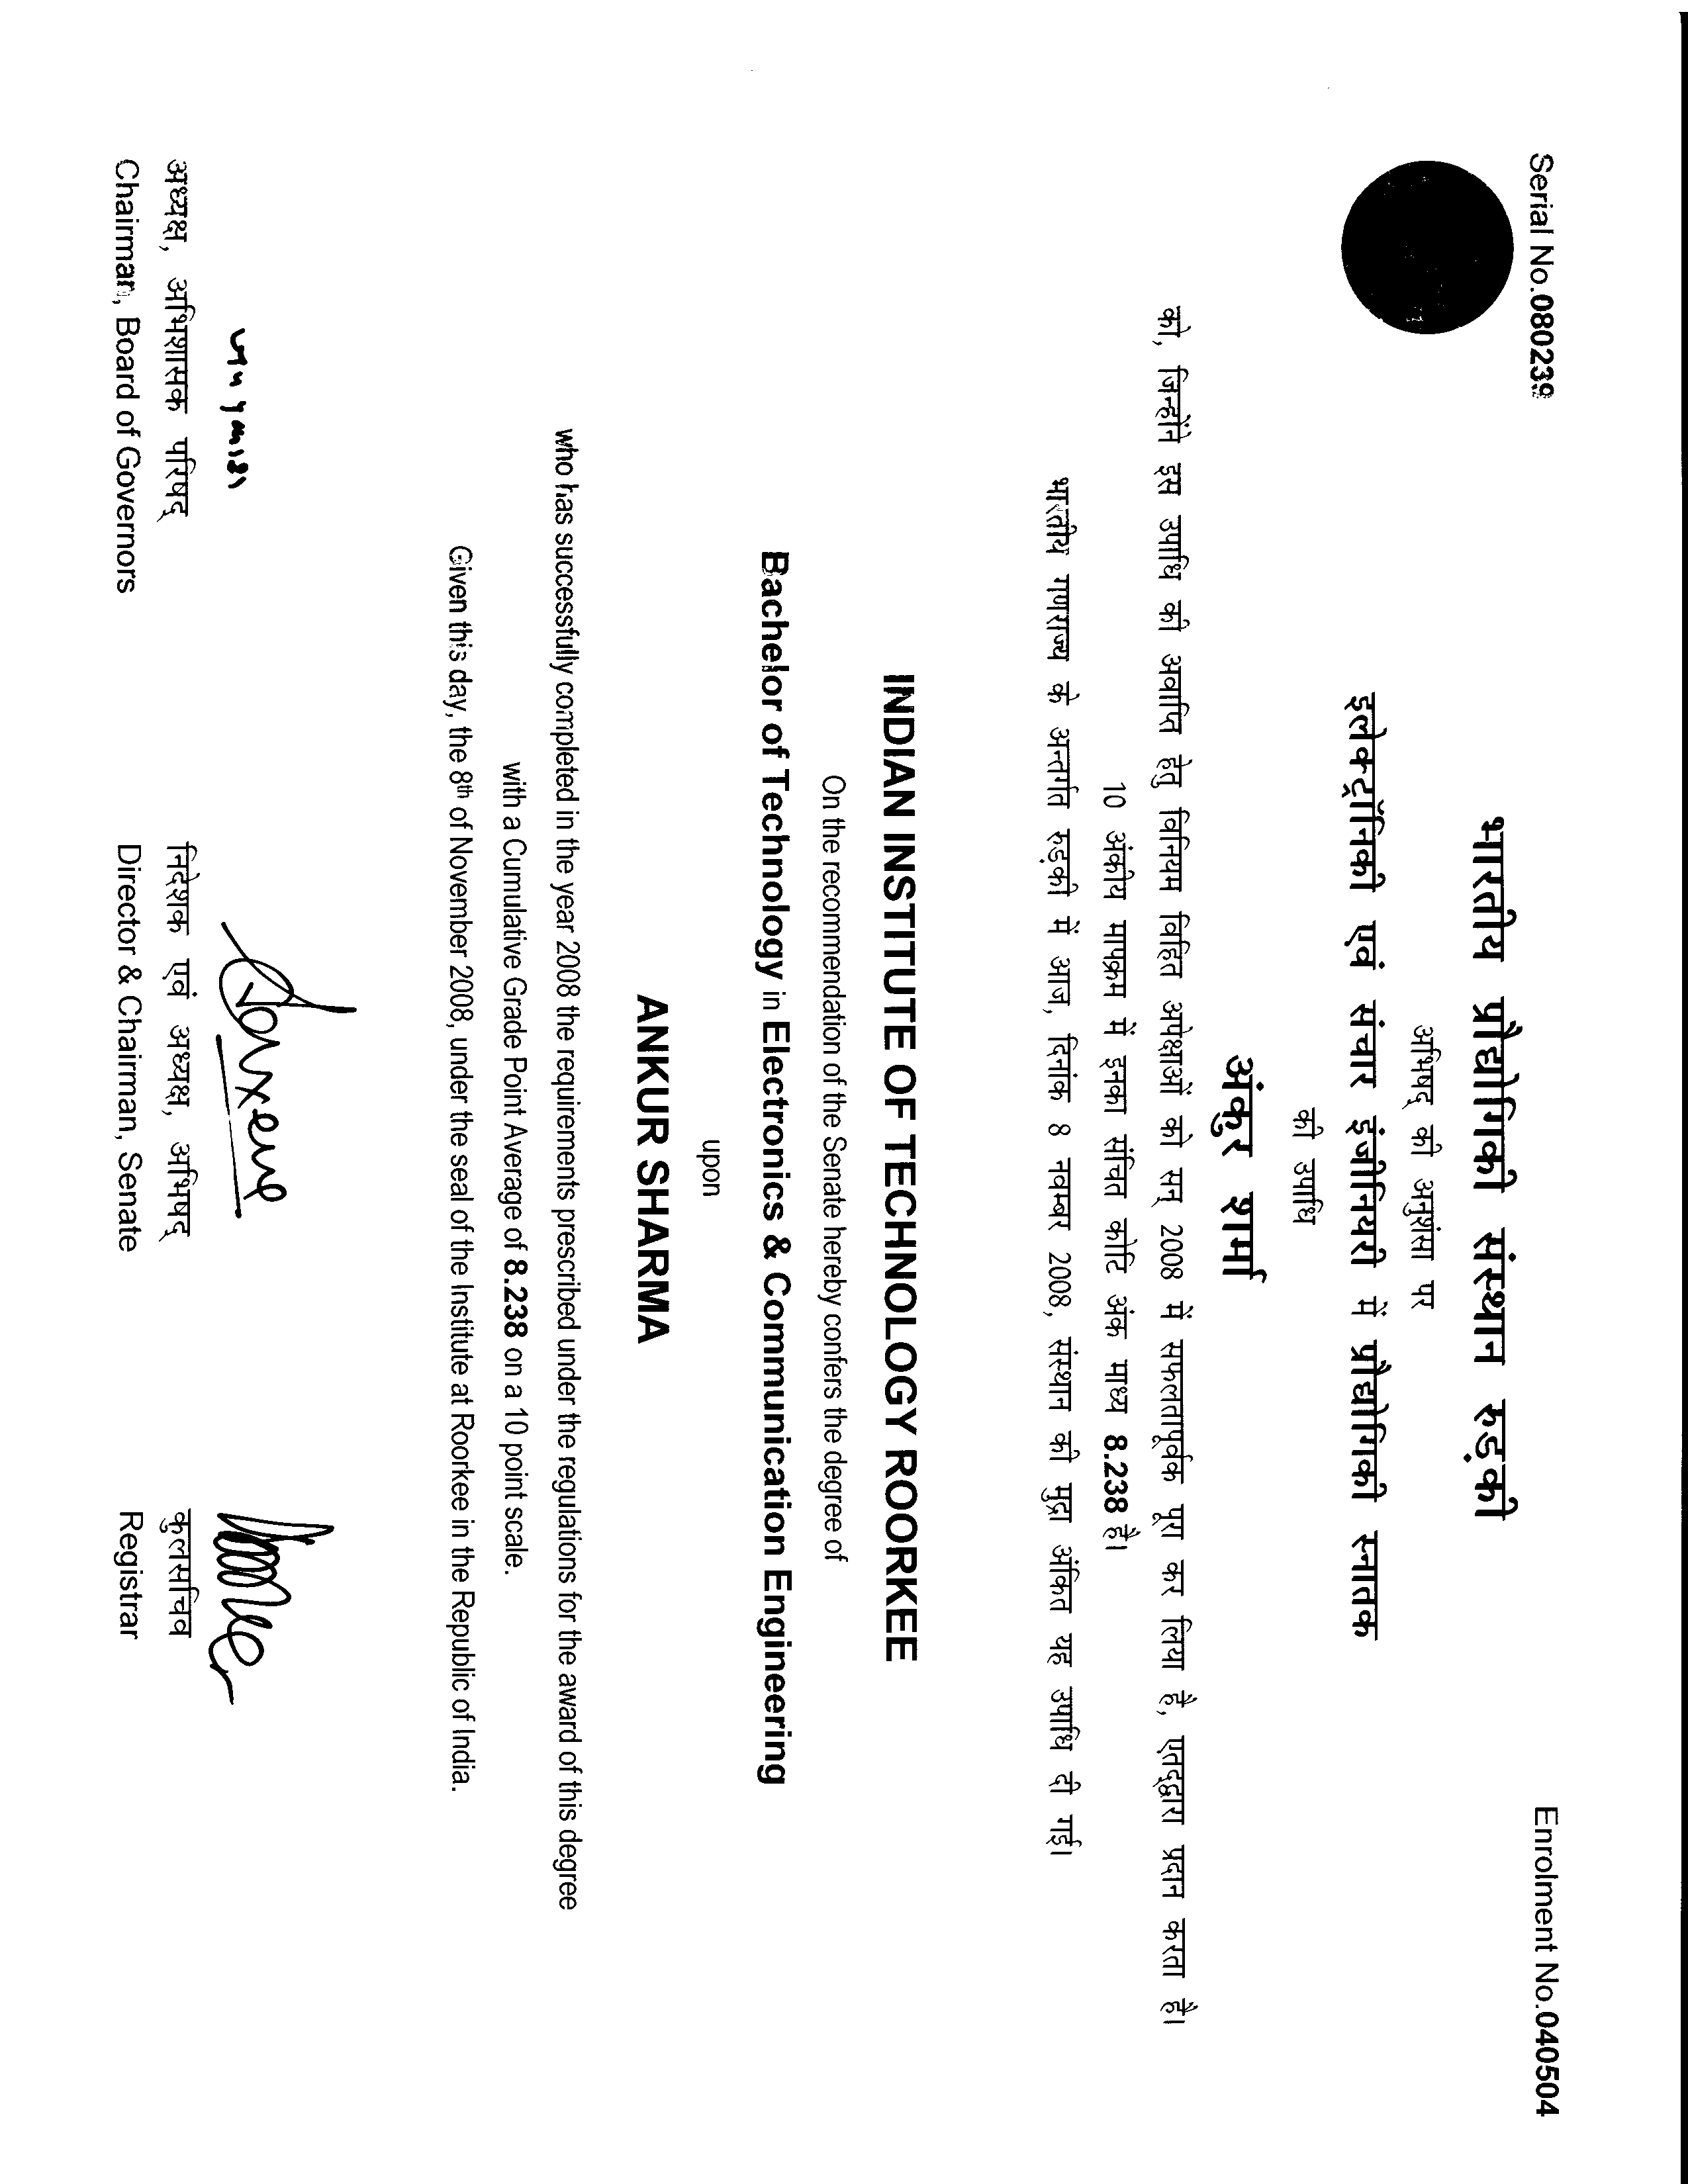 Serial No.080239
Enrolment No.040504
भारतीय प्रौद्योगिकी संस्थान रुड़की
अभिषद् की अनुशंसा पर
इलेक्ट्रॉनिकी एवं संचार इंजीनियरी में प्रौद्योगिकी स्नातक
की उपाधि
अंकुर शर्मा
को, जिन्होंने इस उपाधि की अवाप्ति हेतु विनियम विहित अपेक्षाओं को सन् 2008 में सफलतापूर्वक पूरा कर लिया है, एतद्द्वारा प्रदान करता है।
10 अंकीय मापक्रम में इनका संचित कोटि अंक माध्य 8.238 है।
भारतीय गणराज्य के अन्तर्गत रुड़की में आज, दिनांक 8 नवम्बर 2008, संस्थान की मुद्रा अंकित यह उपाधि दी गई।
INDIAN INSTITUTE OF TECHNOLOGY ROORKEE
On the recommendation of the Senate hereby confers the degree of
Bachelor of Technology in Electronics & Communication Engineering
upon
ANKUR SHARMA
who has successfully completed in the year 2008 the requirements prescribed under the regulations for the award of this degree
with a Cumulative Grade Point Average of 8.238 on a 10 point scale.
Given this day, the 8th of November 2008, under the seal of the Institute at Roorkee in the Republic of India.
अध्यक्ष, अभिशासक परिषद्
Chairman, Board of Governors
निदेशक एवं अध्यक्ष, अभिषद्
Director & Chairman, Senate
कुलसचिव
Registrar